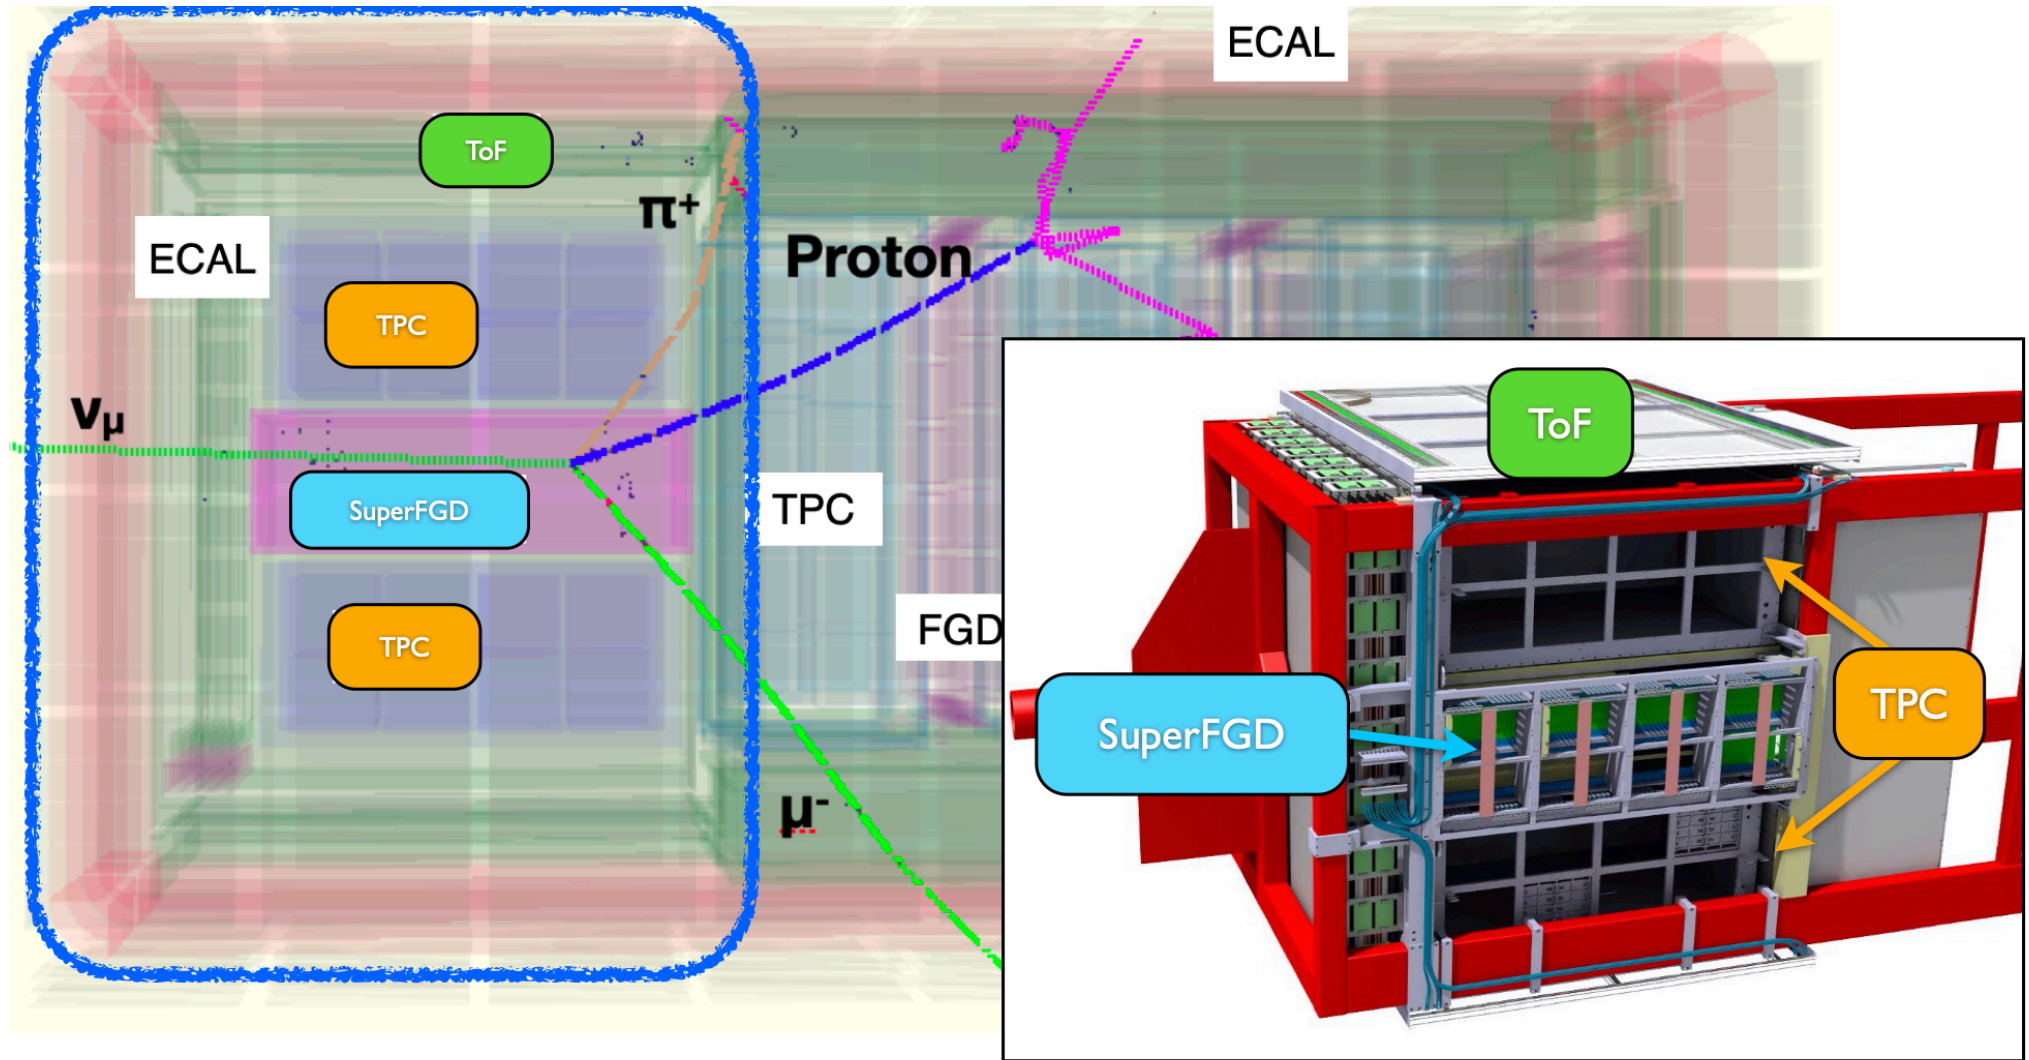 ECAL
ToF
π⁺
ECAL
Proton
TPC
νμ
SuperFGD
TPC
TPC
FGD
μ⁻
ToF
SuperFGD
TPC